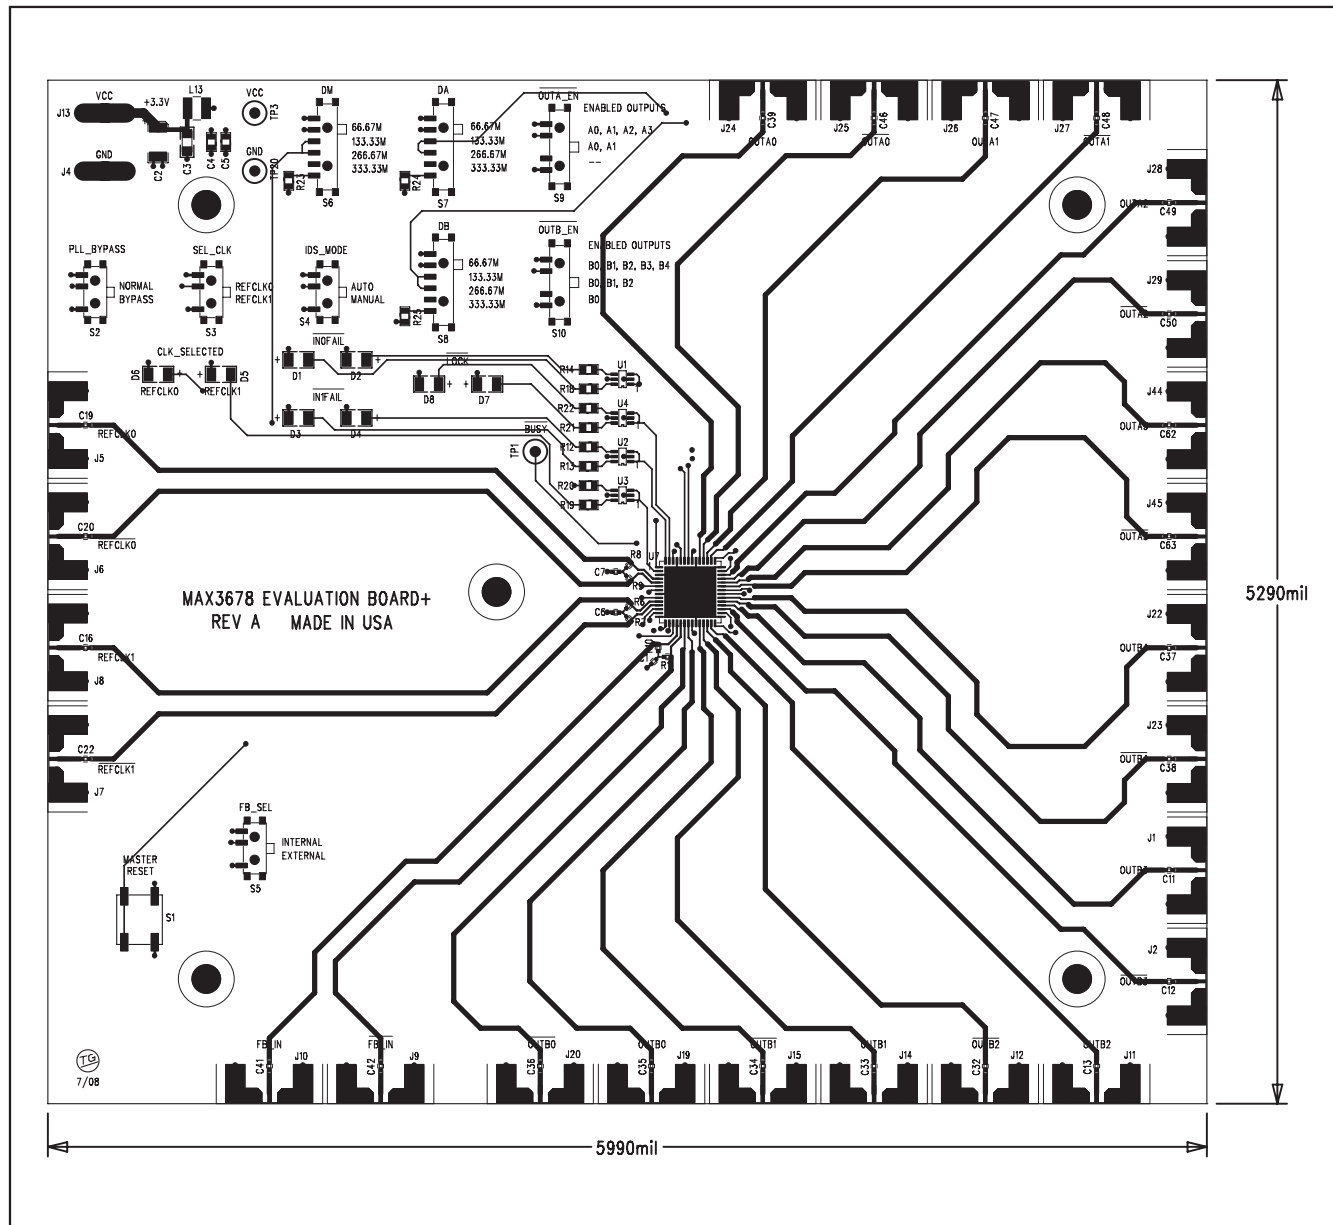 VCC
J13
+3.3V
L13
VCC
TP3
GND
J4
C2
C3
C4
C5
GND
TP20
DM
66.67M
133.33M
266.67M
333.33M
R23
S6
DA
66.67M
133.33M
266.67M
333.33M
R24
S7
OUTA_EN
ENABLED OUTPUTS
A0, A1, A2, A3
A0, A1
--
S9
J24
C39
OUTA0
J25
C46
OUTA0
J26
C47
OUTA1
J27
C48
OUTA1
J28
OUTA2
C49
PLL_BYPASS
NORMAL
BYPASS
S2
SEL_CLK
REFCLK0
REFCLK1
S3
IDS_MODE
AUTO
MANUAL
S4
DB
66.67M
133.33M
266.67M
333.33M
R25
S8
OUTB_EN
ENABLED OUTPUTS
B0, B1, B2, B3, B4
B0, B1, B2
B0
S10
J29
OUTA2
C50
CLK_SELECTED
D6
D5
REFCLK0
REFCLK1
IN0FAIL
D1
D2
IN1FAIL
D3
D4
LOCK
D8
D7
BUSY
TP1
R14
R18
U1
R22
R21
U4
R12
R13
U2
R20
R19
U3
J44
C62
J45
C63
C19
REFCLK0
J5
C20
REFCLK0
J6
U7
R8
C7
R9
R6
C6
MAX3678 EVALUATION BOARD+
REV A MADE IN USA
C16
REFCLK1
J8
C22
REFCLK1
J7
J22
C37
J23
C38
J1
C11
J2
C12
5290mil
FB_SEL
INTERNAL
EXTERNAL
S5
MASTER
RESET
S1
TG
7/08
FB_IN
C41
J10
FB_IN
C42
J9
OUTB0
C36
J20
OUTB0
C35
J19
OUTB1
C34
J15
OUTB1
C33
J14
OUTB2
C32
J12
OUTB2
C13
J11
5990mil